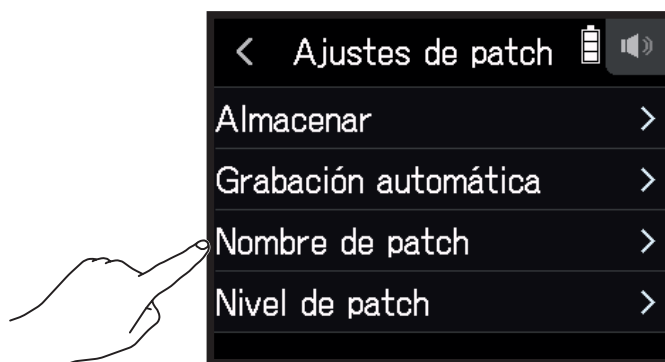 Ajustes de patch
Almacenar
Grabación automática
Nombre de patch
Nivel de patch